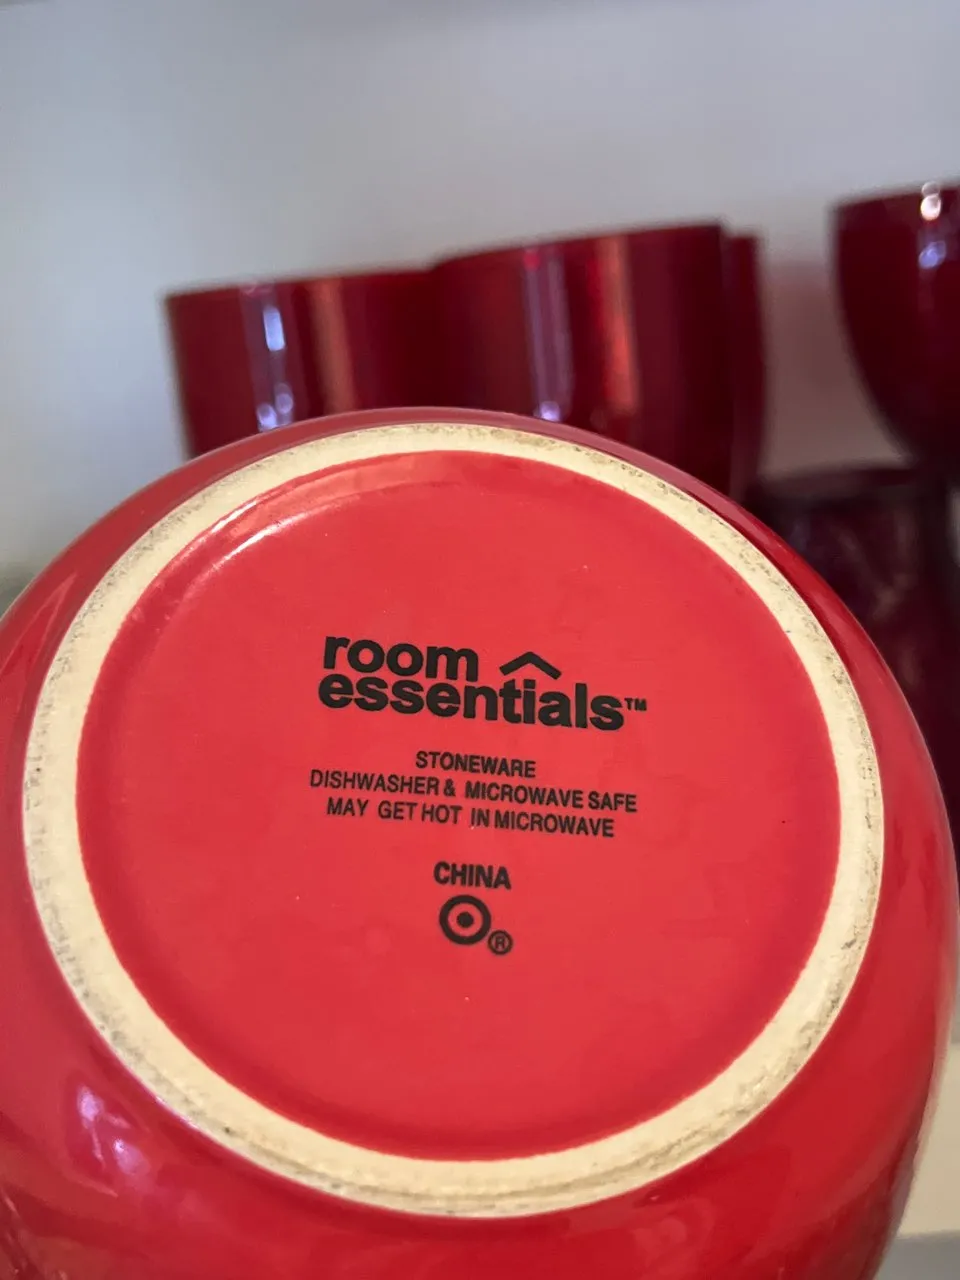 room
essentials™
STONEWARE
DISHWASHER & MICROWAVE SAFE
MAY GET HOT IN MICROWAVE
CHINA
®